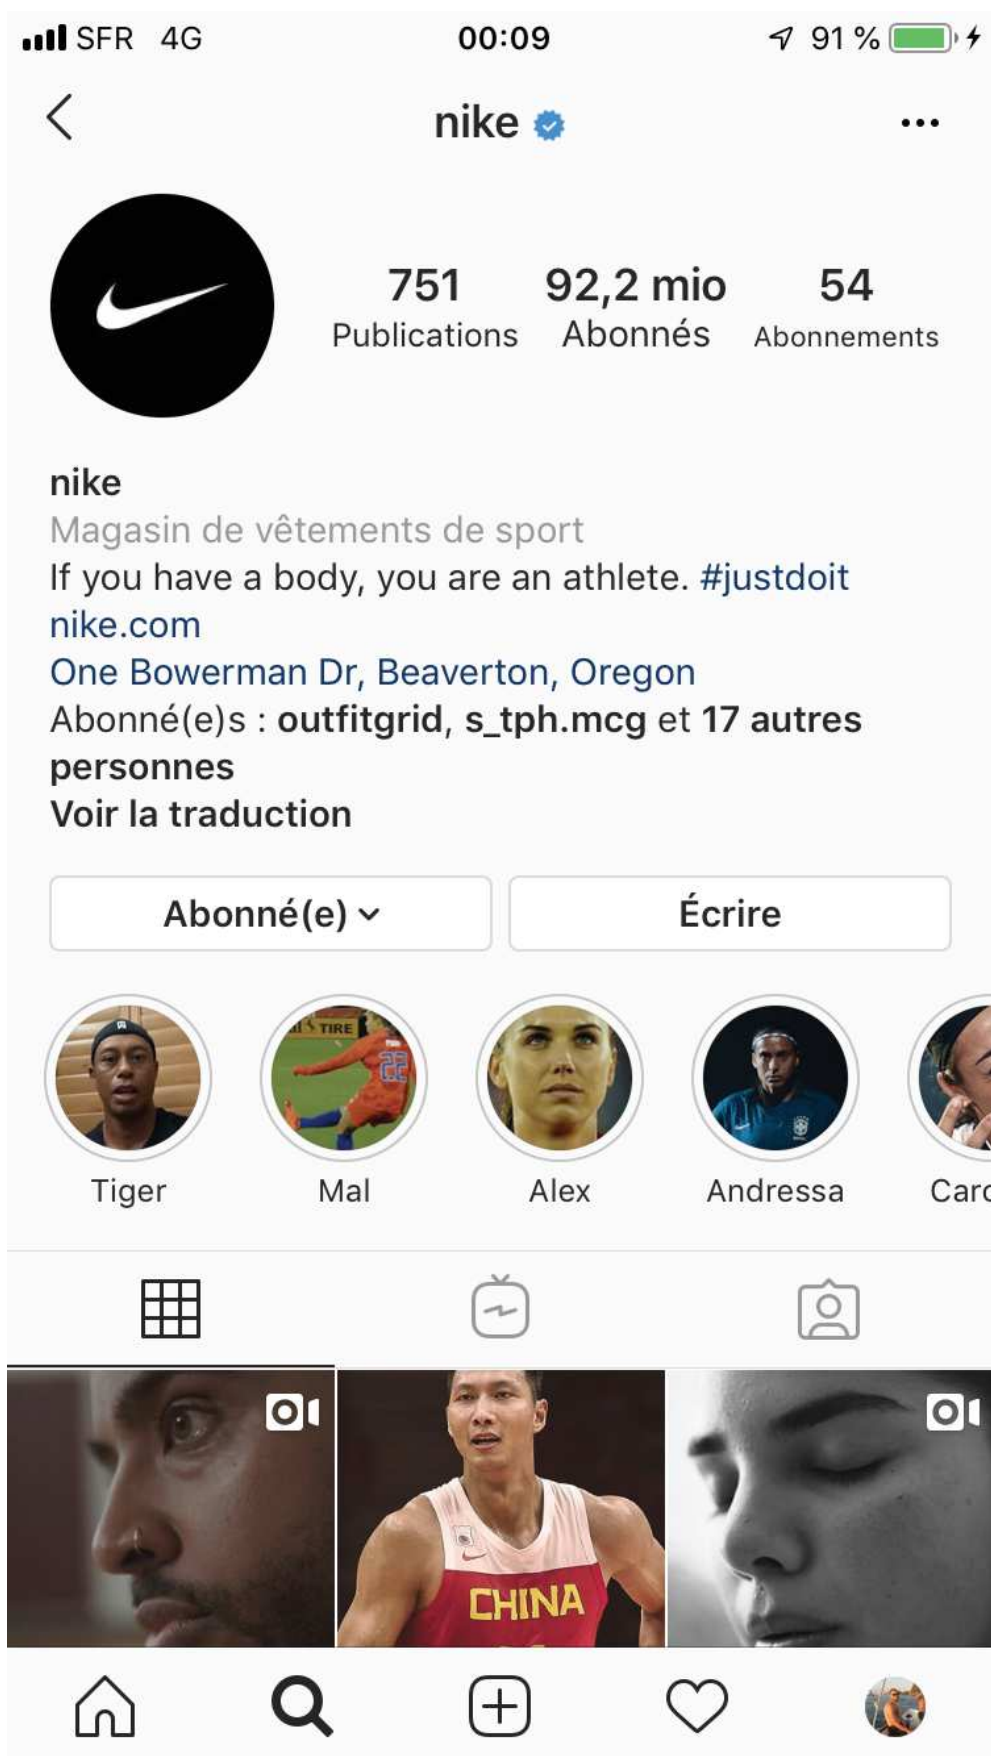 SFR 4G 00:09 91 %
nike
751 92,2 mio 54
Publications Abonnés Abonnements
nike
Magasin de vêtements de sport
If you have a body, you are an athlete. #justdoit
nike.com
One Bowerman Dr, Beaverton, Oregon
Abonné(e)s : outfitgrid, s_tph.mcg et 17 autres
personnes
Voir la traduction
Abonné(e) Écrire
TIRE
22
Tiger Mal Alex Andressa
CHINA